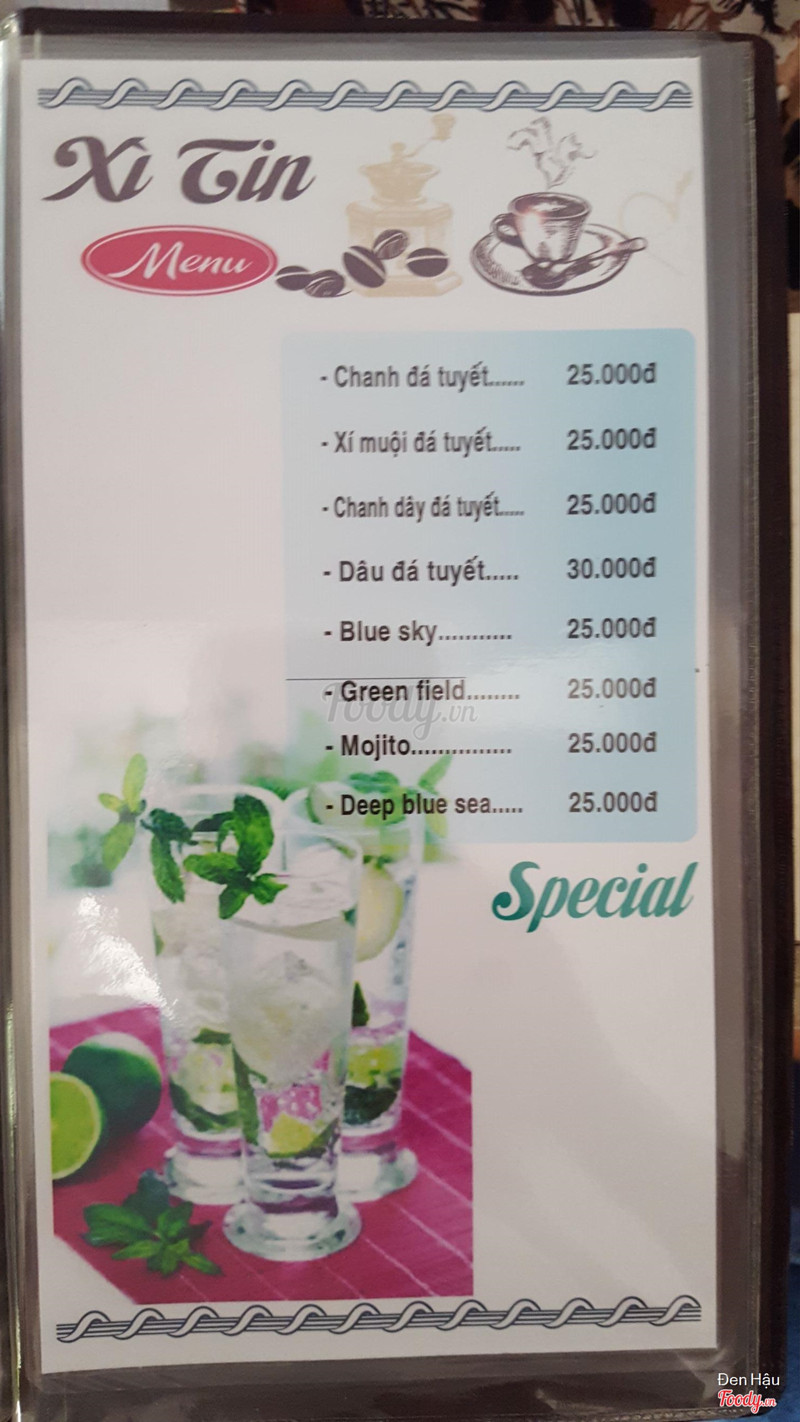 Xì Tin
Menu
- Chanh đá tuyết...... 25.000đ
- Xí muội đá tuyết..... 25.000đ
- Chanh dây đá tuyết..... 25.000đ
- Dâu đá tuyết..... 30.000đ
- Blue sky........... 25.000đ
- Green field........ 25.000đ
Foody.vn
- Mojito............... 25.000đ
- Deep blue sea..... 25.000đ
Special
Đen Hậu
Foody.vn